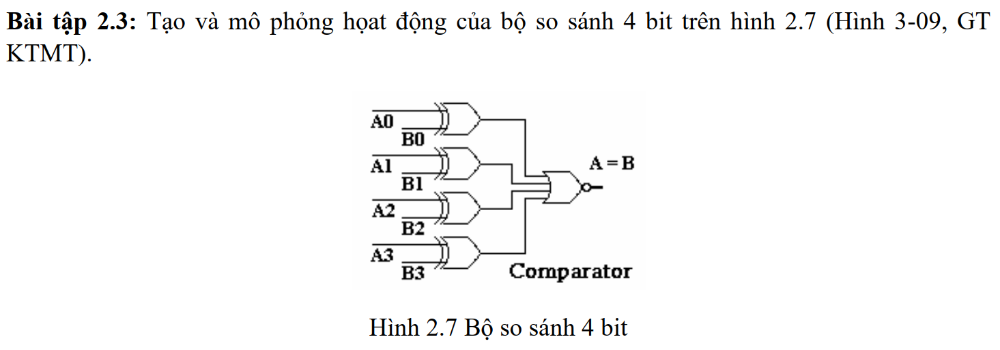 Bài tập 2.3: Tạo và mô phỏng họat động của bộ so sánh 4 bit trên hình 2.7 (Hình 3-09, GT
KTMT).
A0
B0
A1
B1
A = B
A2
B2
A3
B3
Comparator
Hình 2.7 Bộ so sánh 4 bit